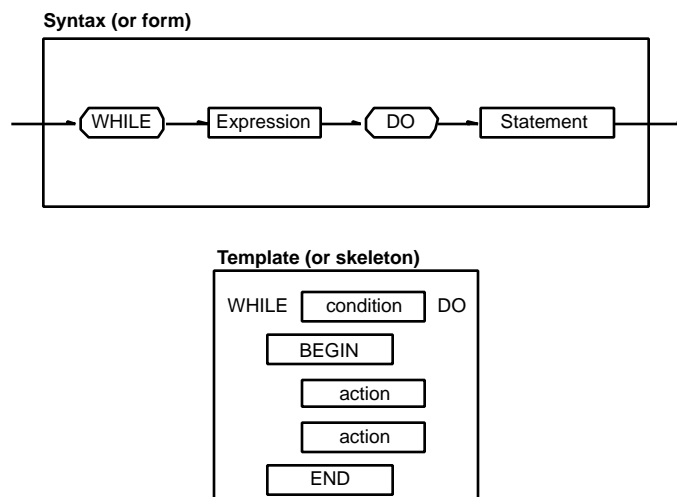 Syntax (or form)
WHILE Expression DO Statement
Template (or skeleton)
WHILE condition DO
BEGIN
action
action
END